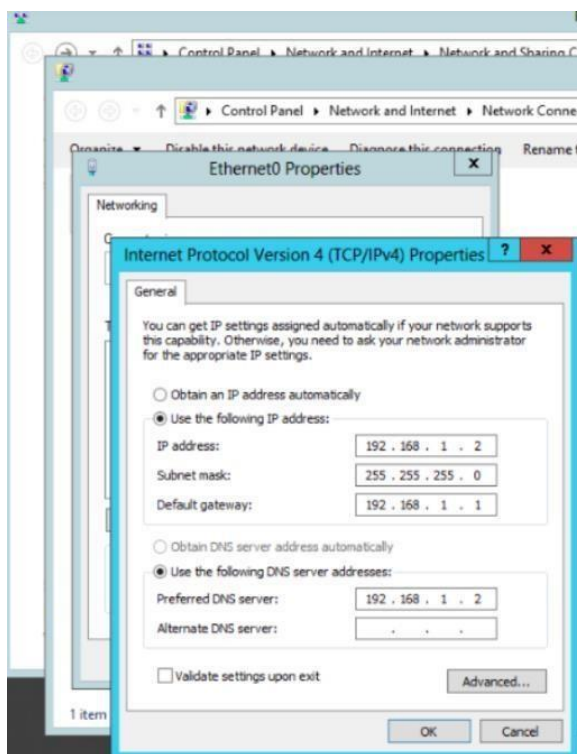 Control Panel ▸ Network and Internet ▸ Network and Sharing C
Control Panel ▸ Network and Internet ▸ Network Conne
Organize Disable this network device Diagnose this connection Rename t
Ethernet0 Properties x
Networking
Internet Protocol Version 4 (TCP/IPv4) Properties ? x
General
You can get IP settings assigned automatically if your network supports
this capability. Otherwise, you need to ask your network administrator
for the appropriate IP settings.
Obtain an IP address automatically
Use the following IP address:
IP address: 192 . 168 . 1 . 2
Subnet mask: 255 . 255 . 255 . 0
Default gateway: 192 . 168 . 1 . 1
Obtain DNS server address automatically
Use the following DNS server addresses:
Preferred DNS server: 192 . 168 . 1 . 2
Alternate DNS server: . . .
Validate settings upon exit Advanced...
1 item
OK Cancel